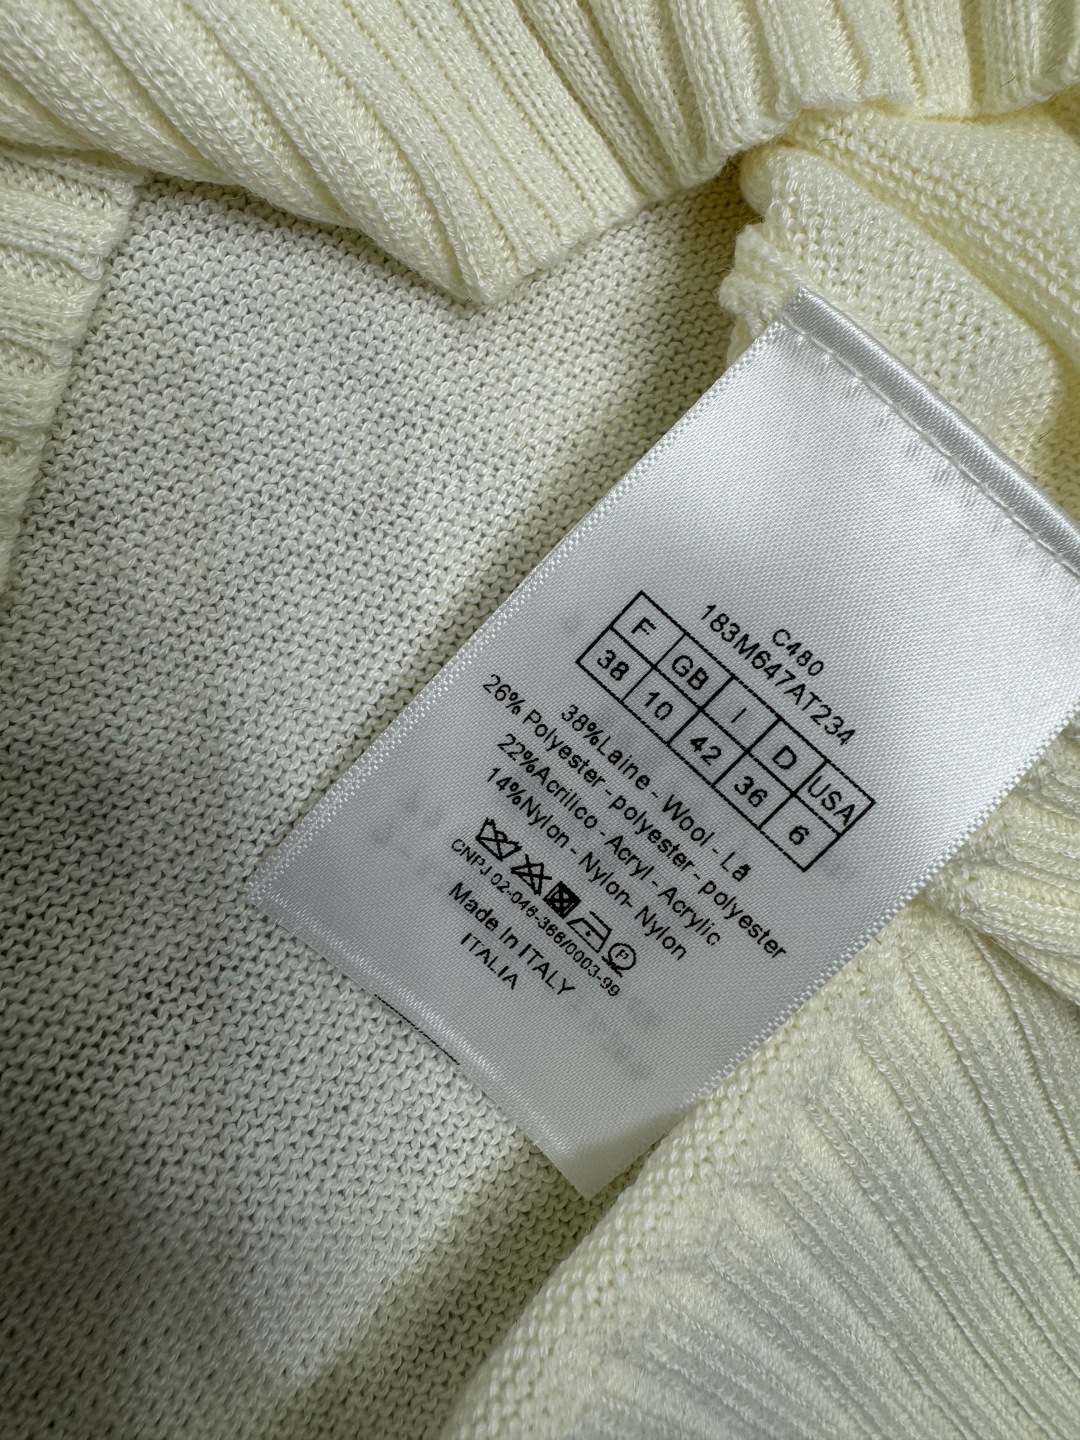 C480
183M647AT234
F GB I D USA
38 10 42 36 6
38%Laine - Wool - Lã
26% Polyester - polyester - polyester
22%Acrilico - Acryl - Acrylic
14%Nylon - Nylon- Nylon
P
CNPJ 02-046-366/0003-99
Made In ITALY
ITALIA